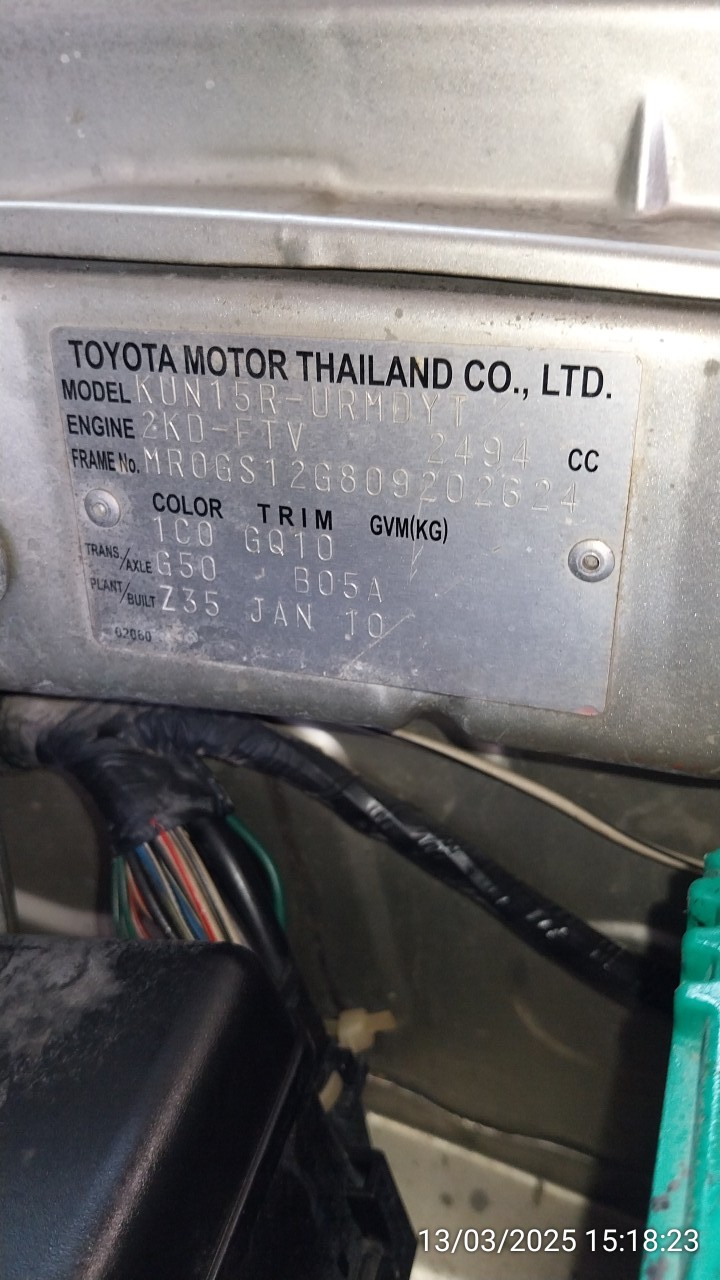 TOYOTA MOTOR THAILAND CO., LTD.
MODEL KUN15R-URMDYT
ENGINE 2KD-FTV 2494 CC
FRAME No. MR0GS12G809202624
COLOR TRIM GVM(KG)
1C0 GQ10
TRANS/AXLE G50 B05A
PLANT/BUILT Z35 JAN 10
62060
13/03/2025 15:18:23